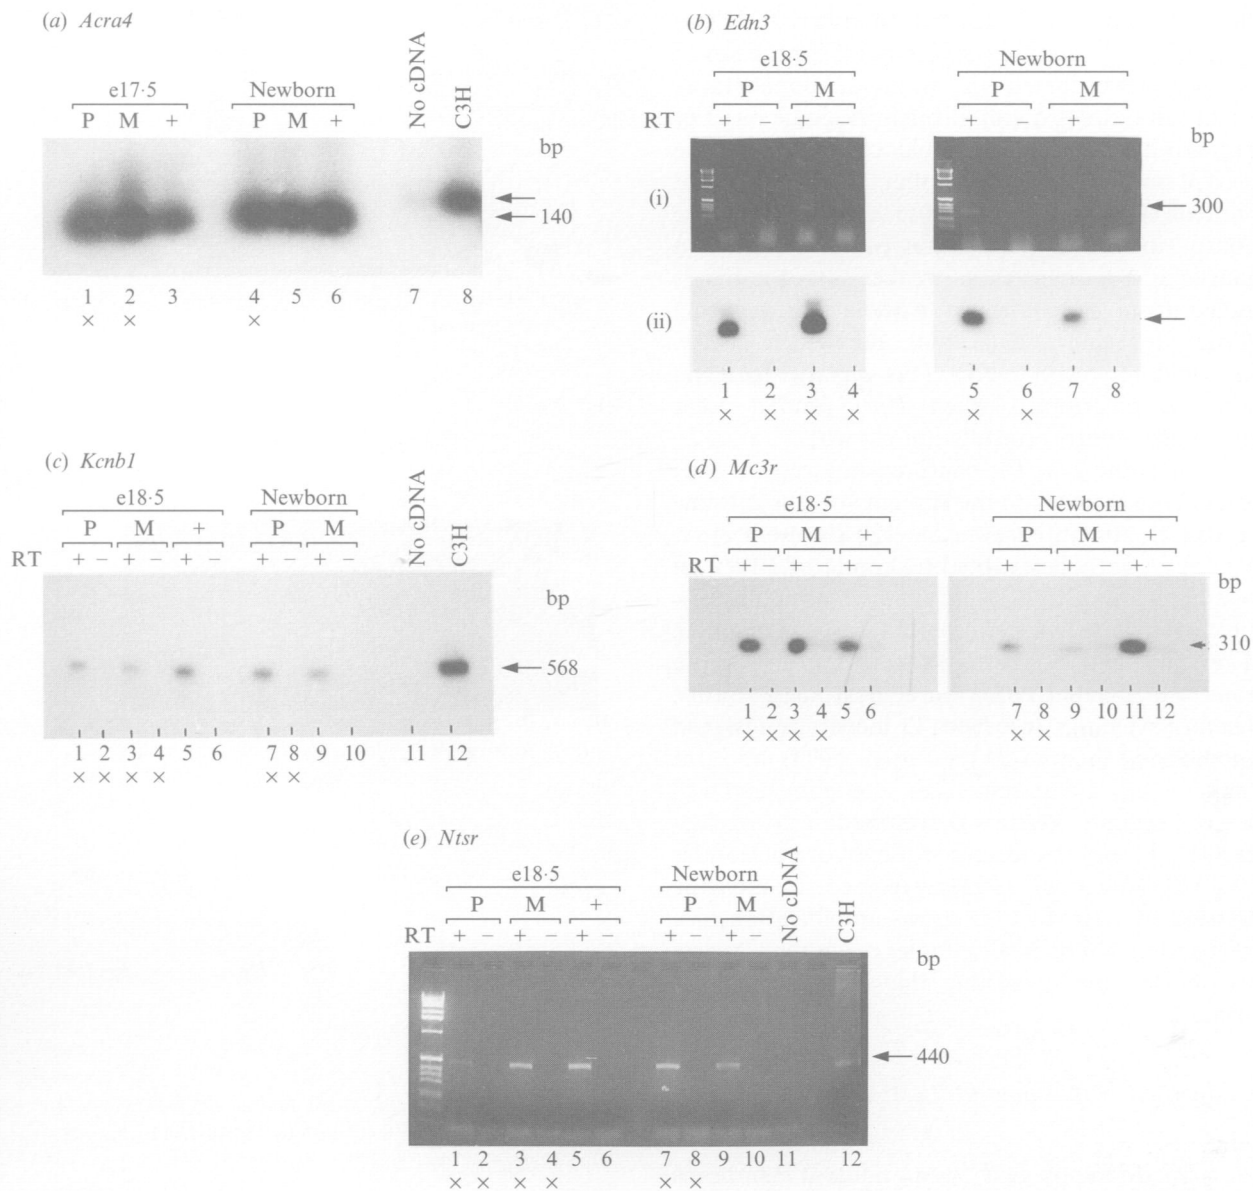 (a) Acra4
e17·5 Newborn No cDNA C3H
P M + P M + bp
140
1 2 3 4 5 6 7 8
× × ×
(b) Edn3
e18·5 Newborn
P M P M
RT + − + − + − + − bp
(i) 300
(ii)
1 2 3 4 5 6 7 8
× × × × × ×
(c) Kcnb1
e18·5 Newborn No cDNA C3H
P M + P M
RT + − + − + − + − + − bp
568
1 2 3 4 5 6 7 8 9 10 11 12
× × × × × ×
(d) Mc3r
e18·5 Newborn
P M + P M +
RT + − + − + − + − + − + − bp
310
1 2 3 4 5 6 7 8 9 10 11 12
× × × × × ×
(e) Ntsr
e18·5 Newborn No cDNA C3H
P M + P M
RT + − + − + − + − + − bp
440
1 2 3 4 5 6 7 8 9 10 11 12
× × × × × ×